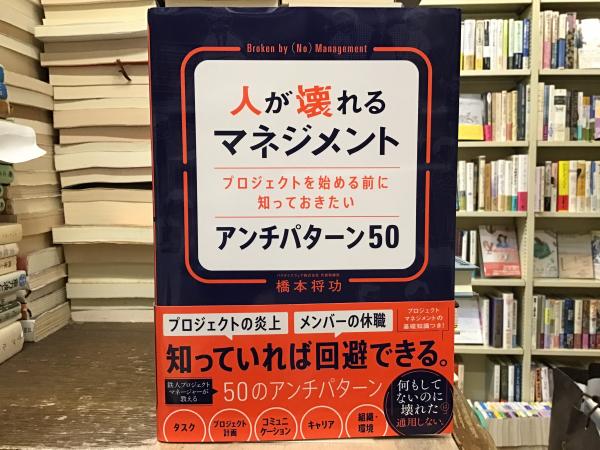 Broken by (No) Management
人が壊れる
マネジメント
プロジェクトを始める前に
知っておきたい
アンチパターン50
橋本将功
プロジェクトの炎上
メンバーの休職
プロジェクト
マネジメントの
基礎知識つき!
知っていれば回避できる。
鉄人プロジェクト
マネージャーが
教える
50のアンチパターン
何もして
ないのに
壊れた は
通用しない。
タスク
プロジェクト
計画
コミュニ
ケーション
キャリア
組織・
環境